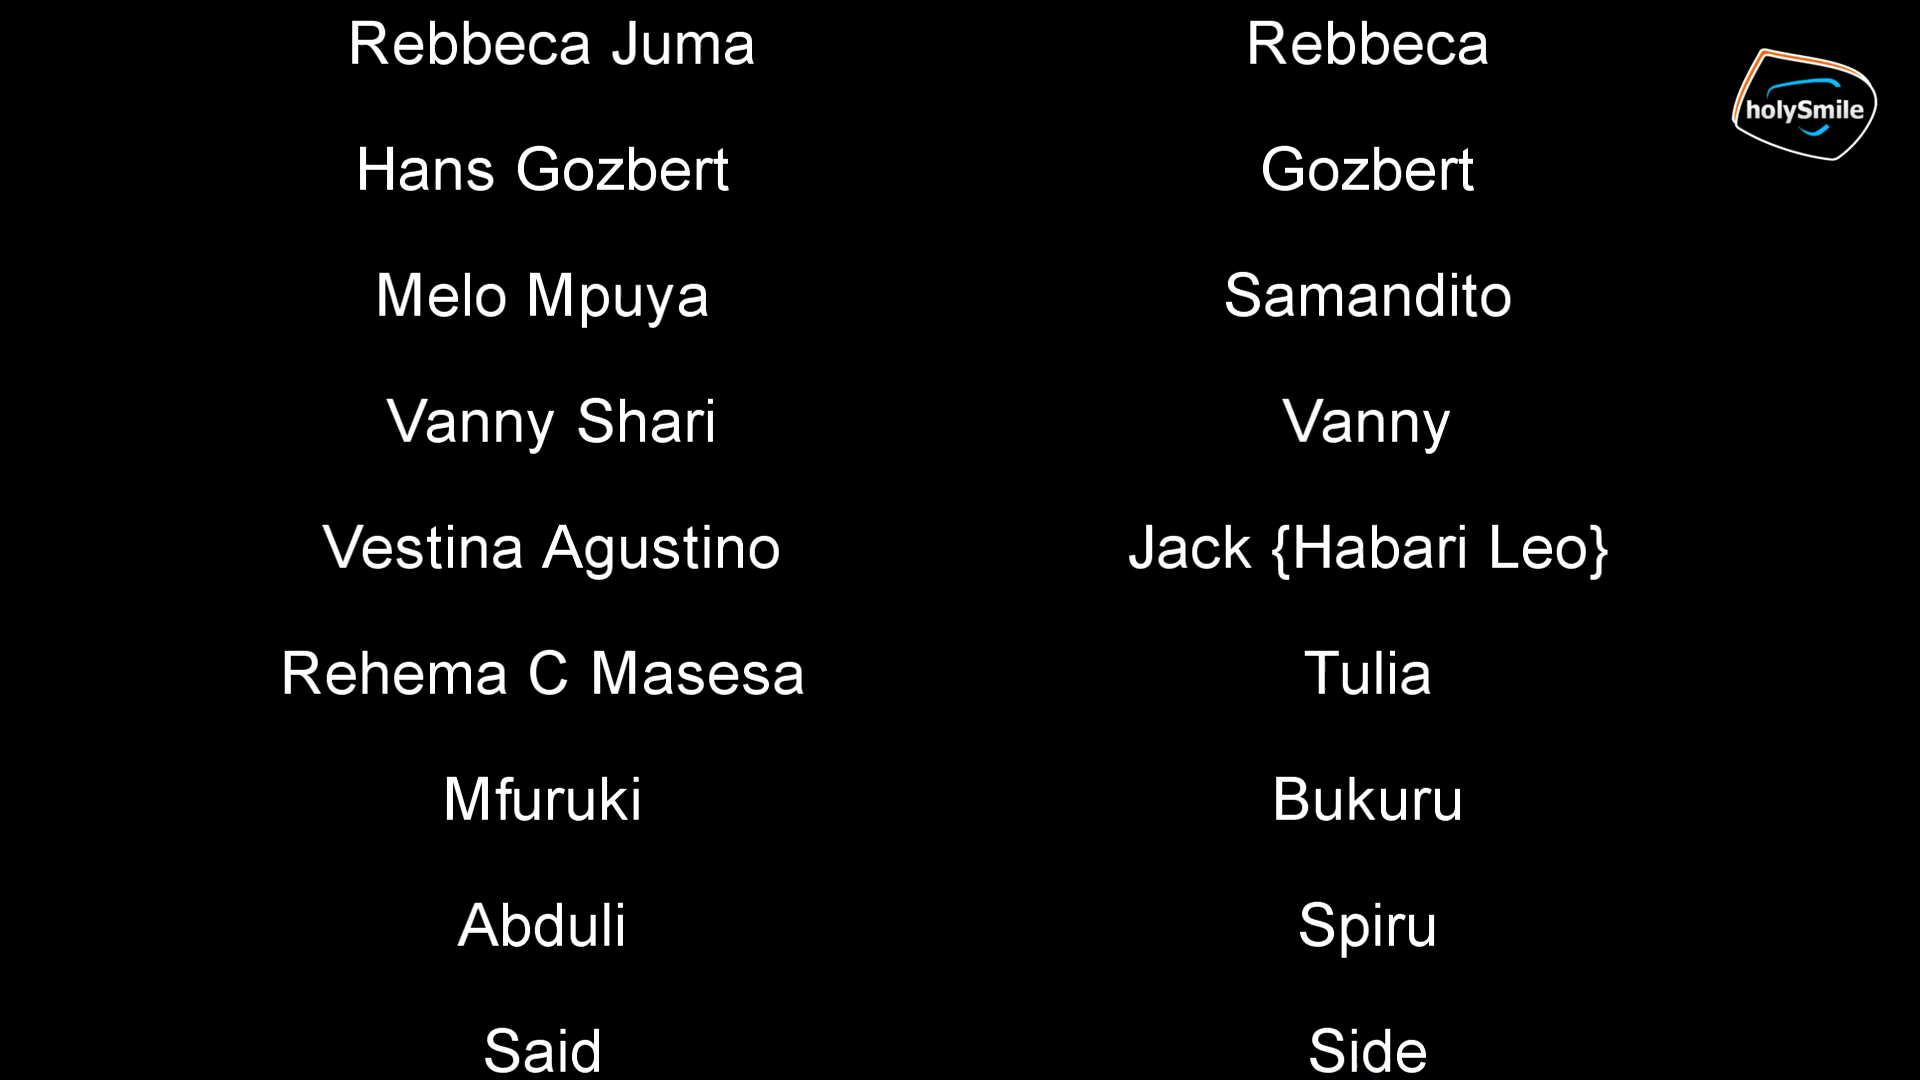 Rebbeca Juma Rebbeca
holySmile
Hans Gozbert Gozbert
Melo Mpuya Samandito
Vanny Shari Vanny
Vestina Agustino Jack {Habari Leo}
Rehema C Masesa Tulia
Mfuruki Bukuru
Abduli Spiru
Said Side